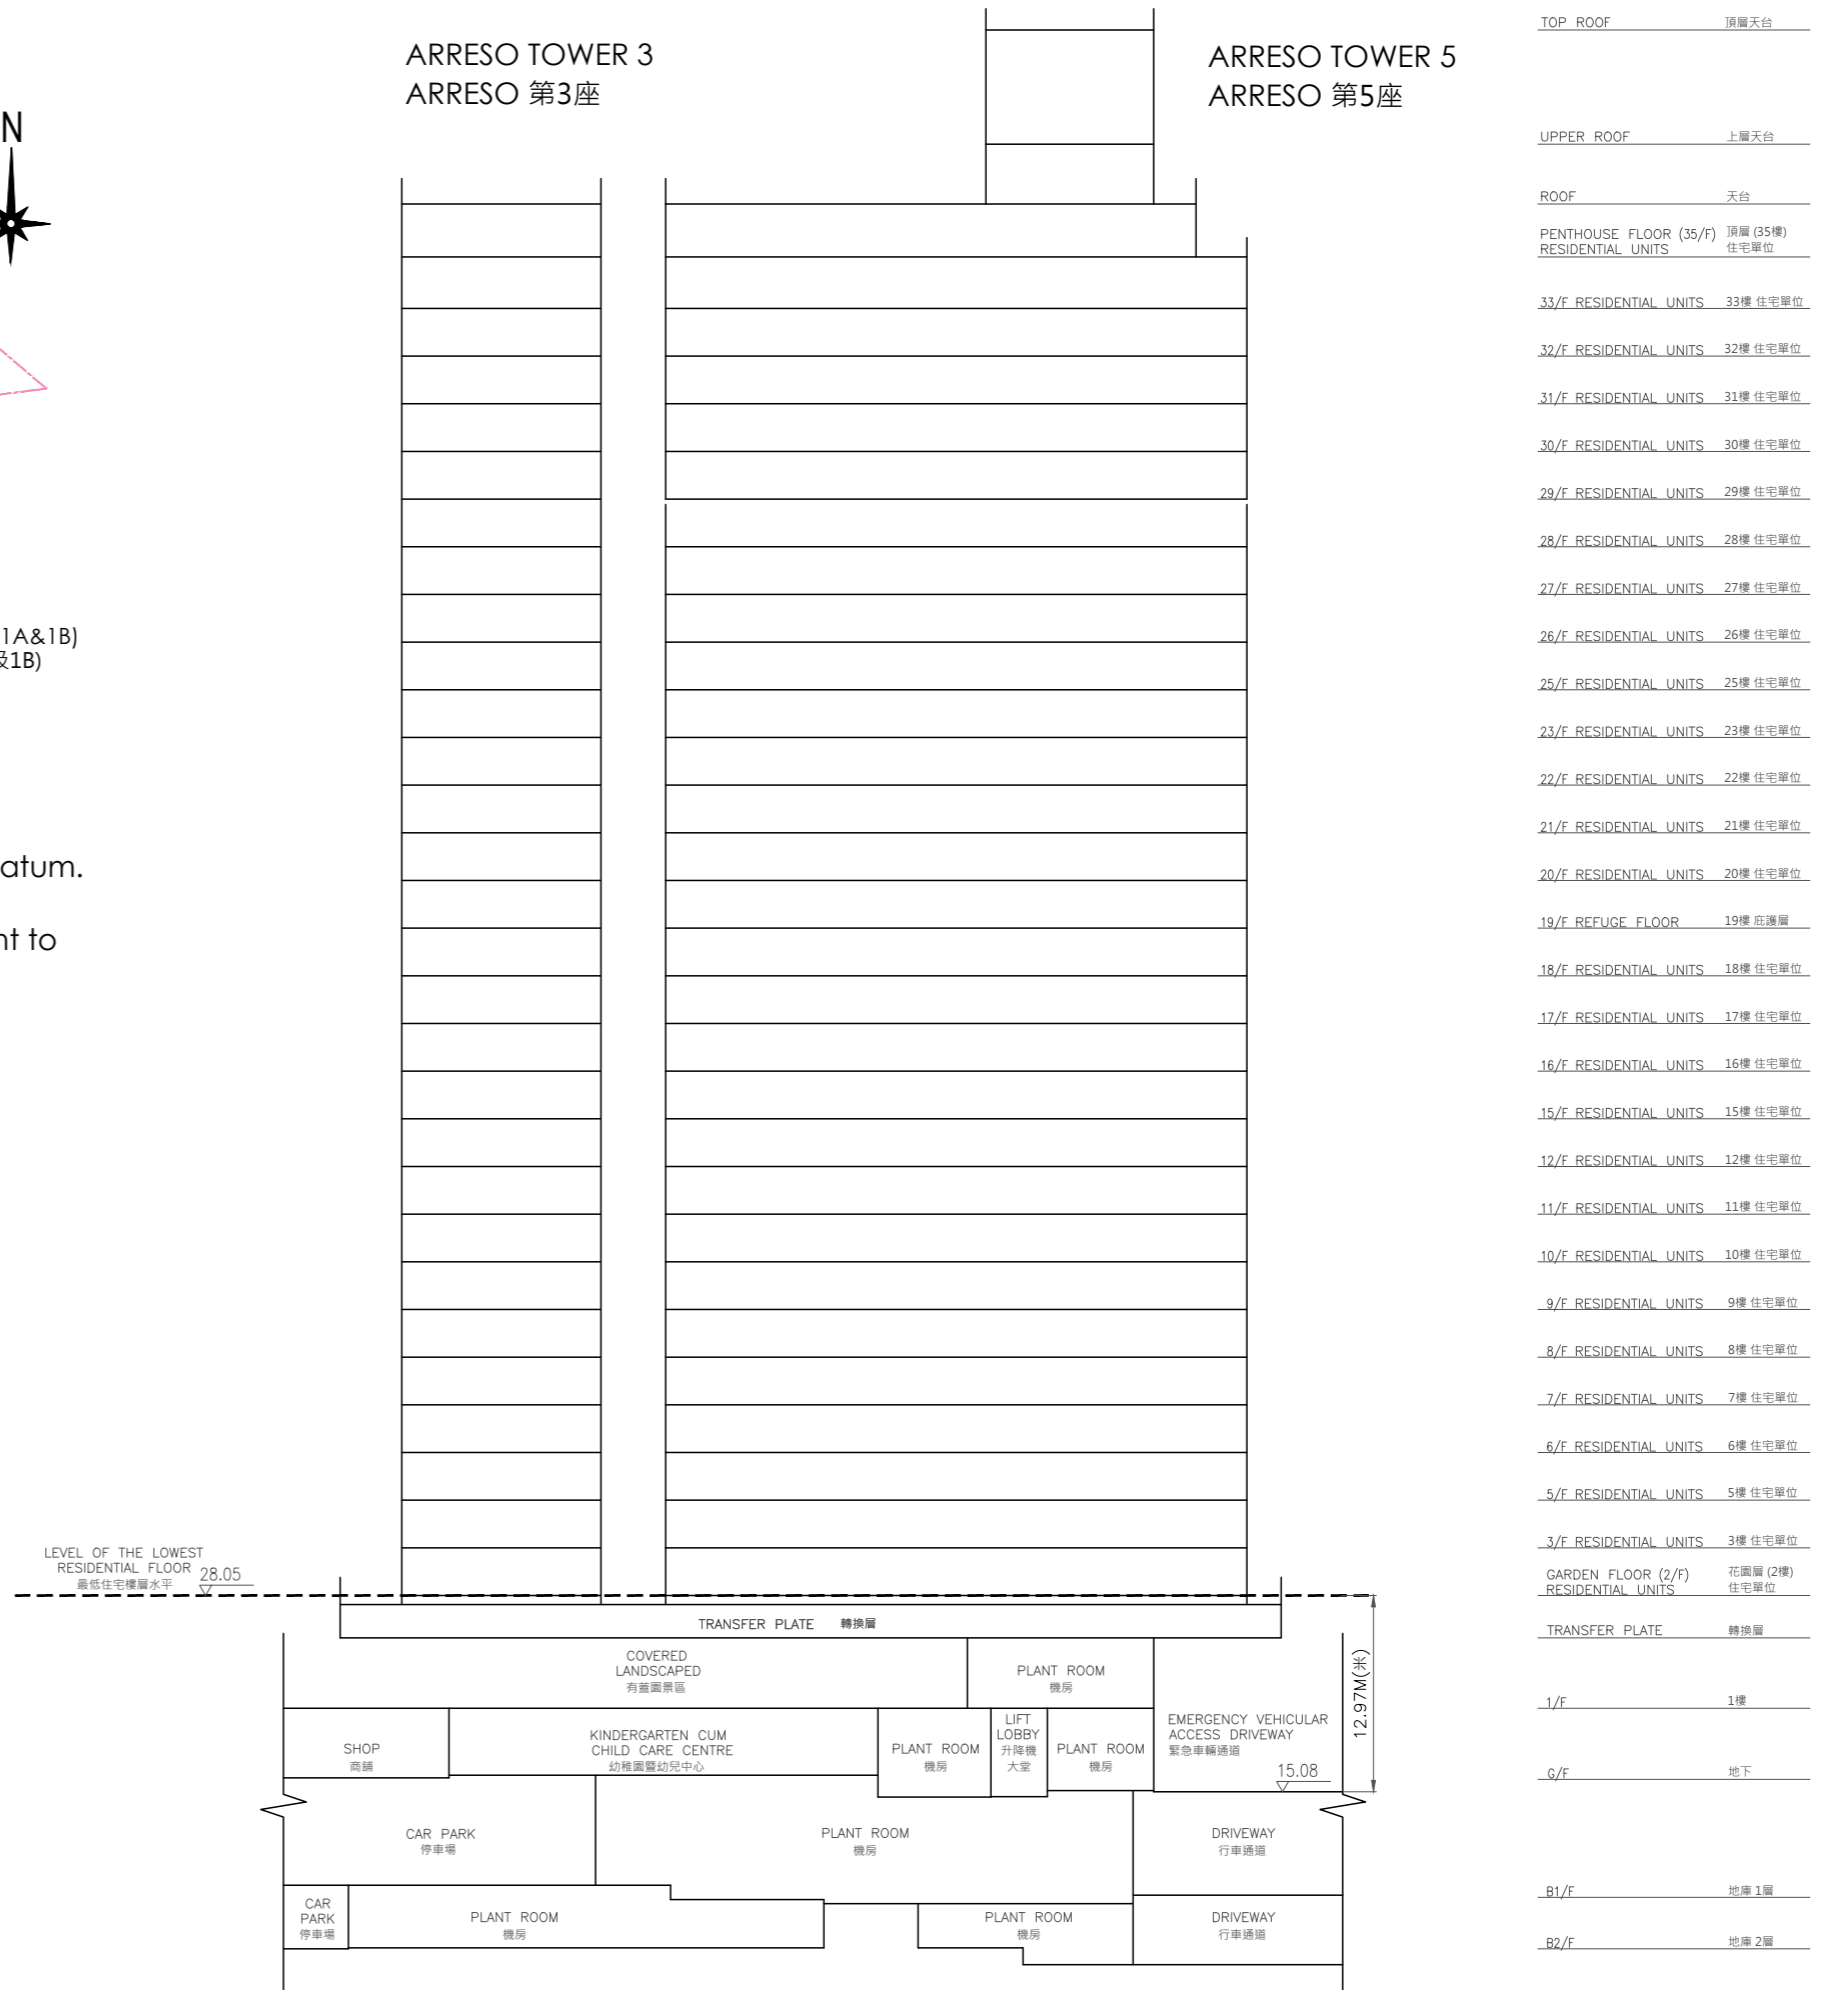 ARRESO TOWER 3
ARRESO 第3座
ARRESO TOWER 5
ARRESO 第5座
N
1A&1B)
及1B)
atum.
nt to
TOP ROOF 頂層天台
UPPER ROOF 上層天台
ROOF 天台
PENTHOUSE FLOOR (35/F) 頂層 (35樓)
RESIDENTIAL UNITS 住宅單位
33/F RESIDENTIAL UNITS 33樓 住宅單位
32/F RESIDENTIAL UNITS 32樓 住宅單位
31/F RESIDENTIAL UNITS 31樓 住宅單位
30/F RESIDENTIAL UNITS 30樓 住宅單位
29/F RESIDENTIAL UNITS 29樓 住宅單位
28/F RESIDENTIAL UNITS 28樓 住宅單位
27/F RESIDENTIAL UNITS 27樓 住宅單位
26/F RESIDENTIAL UNITS 26樓 住宅單位
25/F RESIDENTIAL UNITS 25樓 住宅單位
23/F RESIDENTIAL UNITS 23樓 住宅單位
22/F RESIDENTIAL UNITS 22樓 住宅單位
21/F RESIDENTIAL UNITS 21樓 住宅單位
20/F RESIDENTIAL UNITS 20樓 住宅單位
19/F REFUGE FLOOR 19樓 庇護層
18/F RESIDENTIAL UNITS 18樓 住宅單位
17/F RESIDENTIAL UNITS 17樓 住宅單位
16/F RESIDENTIAL UNITS 16樓 住宅單位
15/F RESIDENTIAL UNITS 15樓 住宅單位
12/F RESIDENTIAL UNITS 12樓 住宅單位
11/F RESIDENTIAL UNITS 11樓 住宅單位
10/F RESIDENTIAL UNITS 10樓 住宅單位
9/F RESIDENTIAL UNITS 9樓 住宅單位
8/F RESIDENTIAL UNITS 8樓 住宅單位
7/F RESIDENTIAL UNITS 7樓 住宅單位
6/F RESIDENTIAL UNITS 6樓 住宅單位
5/F RESIDENTIAL UNITS 5樓 住宅單位
3/F RESIDENTIAL UNITS 3樓 住宅單位
GARDEN FLOOR (2/F) 花園層 (2樓)
RESIDENTIAL UNITS 住宅單位
TRANSFER PLATE 轉換層
1/F 1樓
G/F 地下
B1/F 地庫 1層
B2/F 地庫 2層
LEVEL OF THE LOWEST
RESIDENTIAL FLOOR
最低住宅樓層水平
28.05
TRANSFER PLATE 轉換層
COVERED
LANDSCAPED
有蓋園景區
PLANT ROOM
機房
12.97M(米)
SHOP
商舖
KINDERGARTEN CUM
CHILD CARE CENTRE
幼稚園暨幼兒中心
PLANT ROOM
機房
LIFT
LOBBY
升降機
大堂
PLANT ROOM
機房
EMERGENCY VEHICULAR
ACCESS DRIVEWAY
緊急車輛通道
15.08
CAR PARK
停車場
PLANT ROOM
機房
DRIVEWAY
行車通道
CAR
PARK
停車場
PLANT ROOM
機房
PLANT ROOM
機房
DRIVEWAY
行車通道